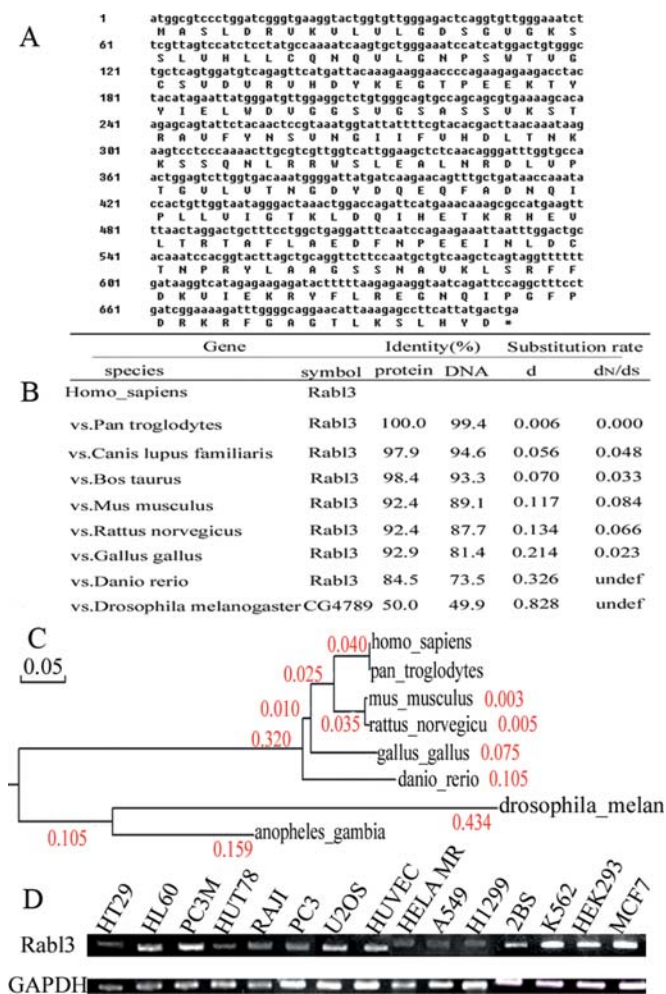 A
1 atggcgtccctggatcgggtgaaggtactggtgttgggagactcaggtgttgggaaatct
M A S L D R V K V L V L G D S G V G K S
61 tcgttagtccatctcctatgccaaaatcaagtgctgggaaatccatcatggactgtgggc
S L V H L L C Q N Q V L G N P S W T V G
121 tgctcagtggatgtcagagttcatgattacaaagaaggaaccccagaagagaagacctac
C S V D V R V H D Y K E G T P E E K T Y
181 tacatagaattatgggatgttggaggctctgtgggcagtgccagcagcgtgaaaagcaca
Y I E L W D V G G S V G S A S S V K S T
241 agagcagtattctacaactccgtaaatggtattattttcgtacacgacttaacaaataag
R A V F Y N S V N G I I F V H D L T N K
301 aagtcctcccaaaacttgcgtcgttggtcattggaagctctcaacagggatttggtgcca
K S S Q N L R R W S L E A L N R D L V P
361 actggagtcttggtgacaaatggggattatgatcaagaacagtttgctgataaccaaata
T G V L V T N G D Y D Q E Q F A D N Q I
421 ccactgttggtaatagggactaaactggaccagattcatgaaacaaagcgccatgaagtt
P L L V I G T K L D Q I H E T K R H E V
481 ttaactaggactgctttcctggctgaggatttcaatccagaagaaattaatttggactgc
L T R T A F L A E D F N P E E I N L D C
541 acaaatccacggtacttagctgcaggttcttccaatgctgtcaagctcagtaggtttttt
T N P R Y L A A G S S N A V K L S R F F
601 gataaggtcatagagaagagatactttttaagagaaggtaatcagattccaggctttcct
D K V I E K R Y F L R E G N Q I P G F P
661 gatcggaaaagatttggggcaggaacattaaagagccttcattatgactga
D R K R F G A G T L K S L H Y D *
B
Gene Identity(%) Substitution rate
species symbol protein DNA d dN/ds
Homo_sapiens Rabl3
vs.Pan troglodytes Rabl3 100.0 99.4 0.006 0.000
vs.Canis lupus familiaris Rabl3 97.9 94.6 0.056 0.048
vs.Bos taurus Rabl3 98.4 93.3 0.070 0.033
vs.Mus musculus Rabl3 92.4 89.1 0.117 0.084
vs.Rattus norvegicus Rabl3 92.4 87.7 0.134 0.066
vs.Gallus gallus Rabl3 92.9 81.4 0.214 0.023
vs.Danio rerio Rabl3 84.5 73.5 0.326 undef
vs.Drosophila melanogaster CG4789 50.0 49.9 0.828 undef
C
0.05
0.040 homo_sapiens
0.025 pan_troglodytes
0.010 mus_musculus 0.003
0.035 rattus_norvegicu 0.005
0.320 gallus_gallus 0.075
danio_rerio 0.105
drosophila_melan
0.434
0.105 anopheles_gambia
0.159
D
HT29 HL60 PC3M HUT78 RAJI PC3 U2OS HUVEC HELA MR A549 H1299 2BS K562 HEK293 MCF7
Rabl3
GAPDH